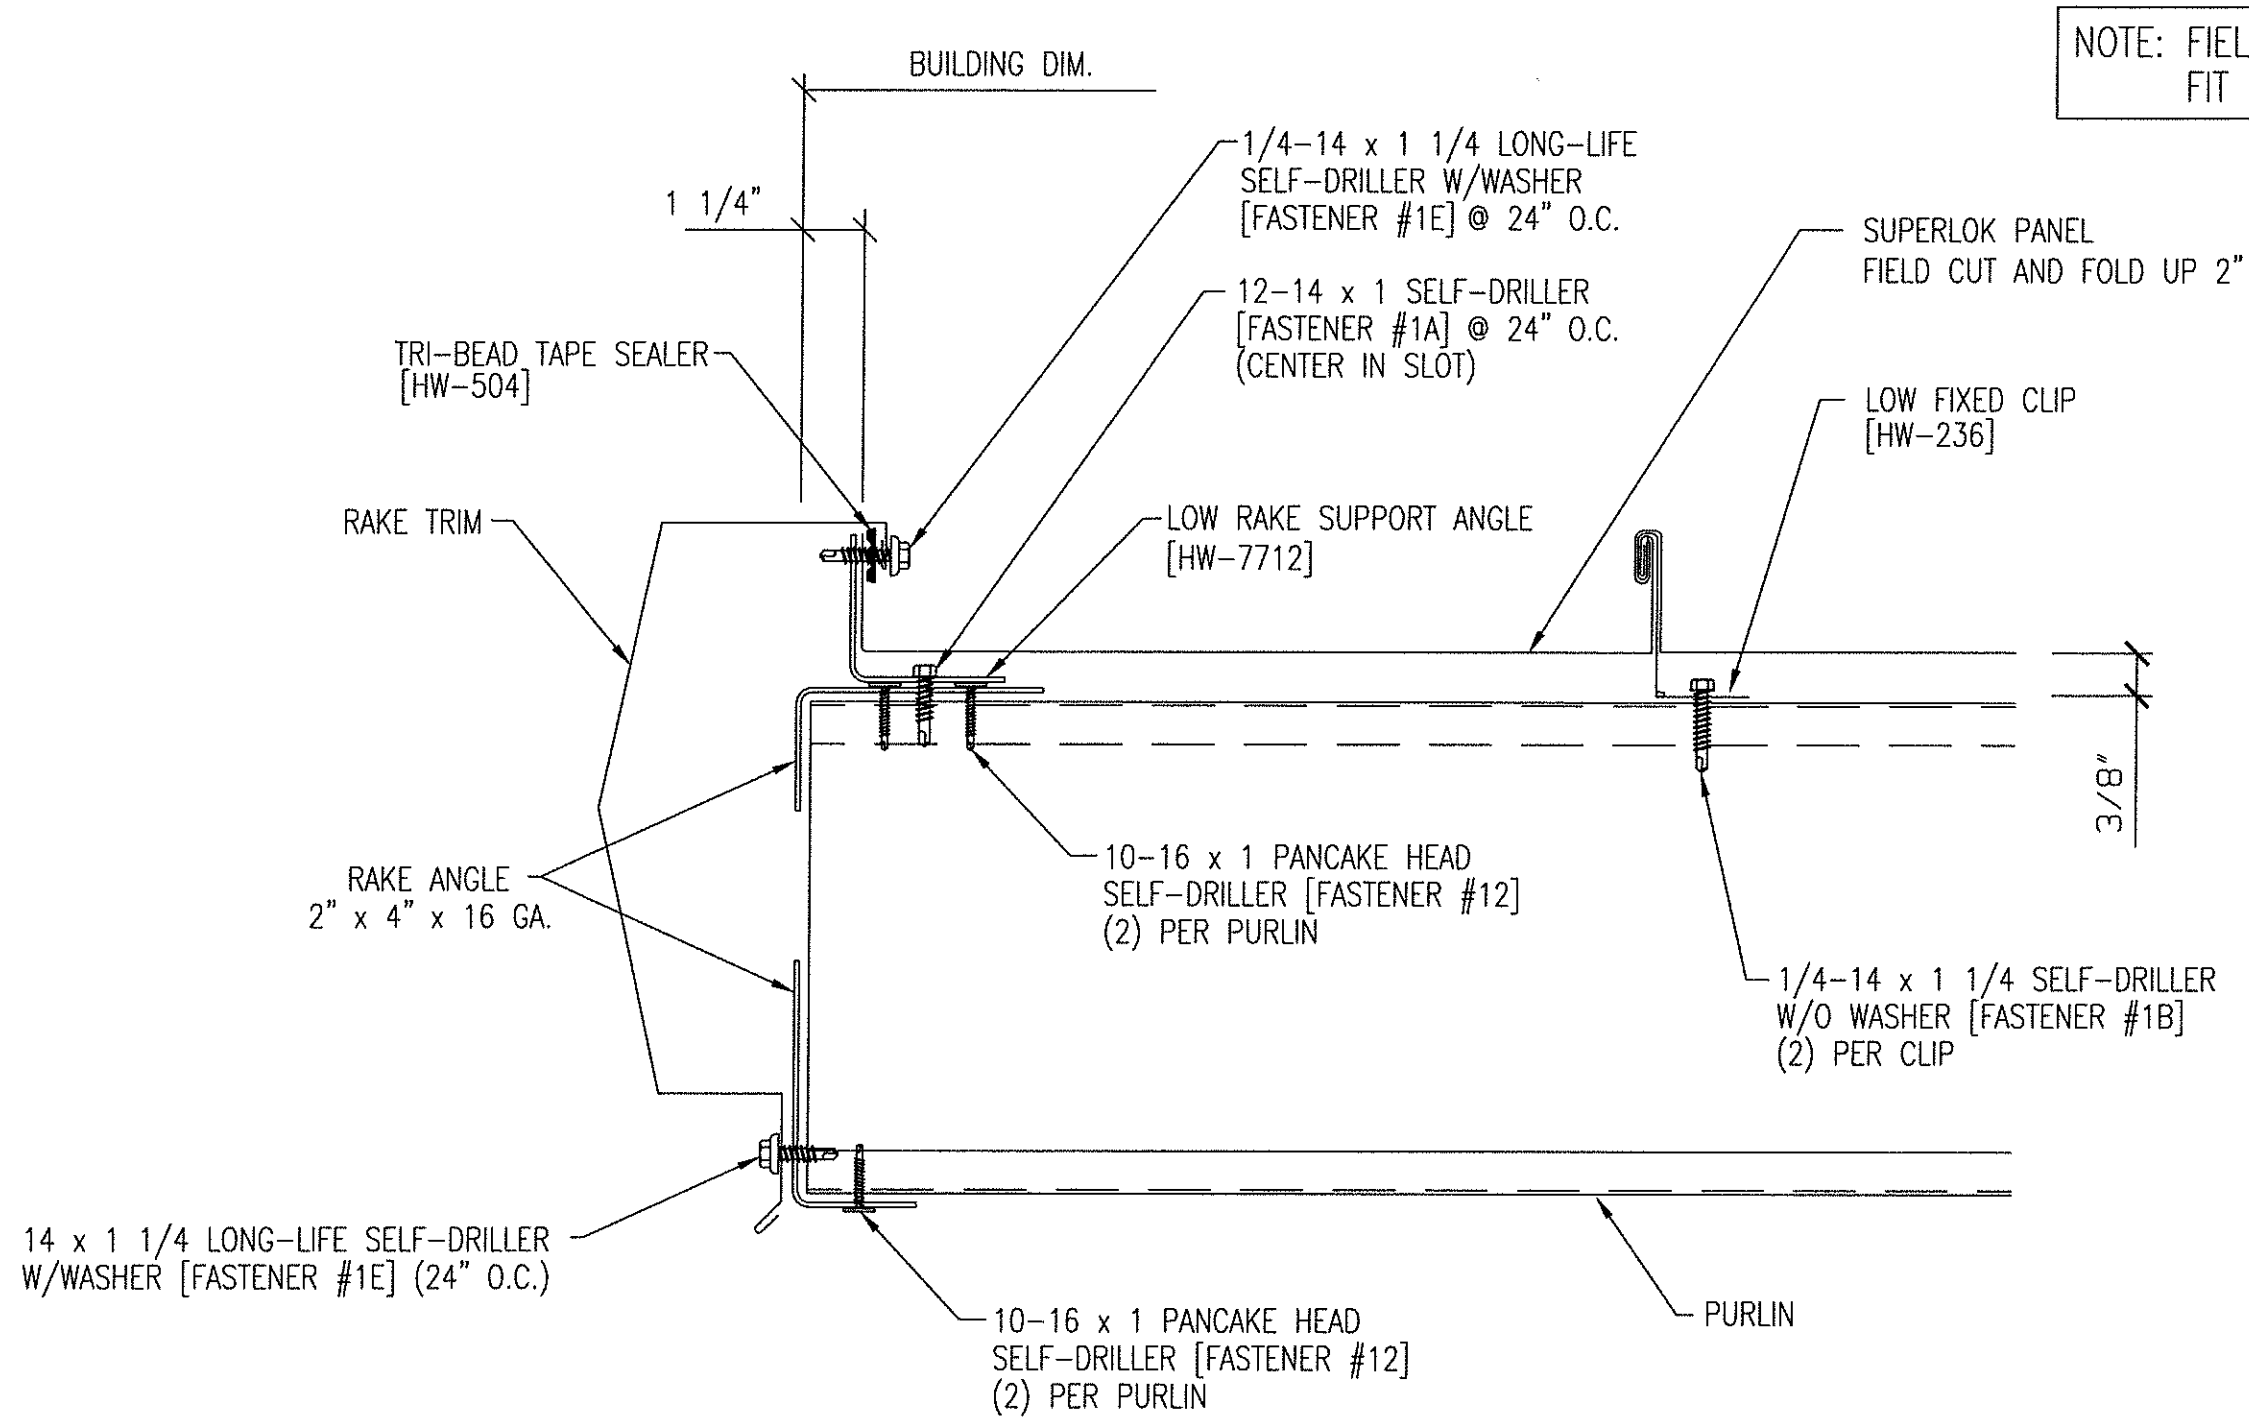 NOTE: FIEL
FIT
BUILDING DIM.
1/4-14 x 1 1/4 LONG-LIFE
SELF-DRILLER W/WASHER
[FASTENER #1E] @ 24" O.C.
1 1/4"
SUPERLOK PANEL
FIELD CUT AND FOLD UP 2"
12-14 x 1 SELF-DRILLER
[FASTENER #1A] @ 24" O.C.
(CENTER IN SLOT)
TRI-BEAD TAPE SEALER
[HW-504]
LOW FIXED CLIP
[HW-236]
RAKE TRIM
LOW RAKE SUPPORT ANGLE
[HW-7712]
3/8"
RAKE ANGLE
2" x 4" x 16 GA.
10-16 x 1 PANCAKE HEAD
SELF-DRILLER [FASTENER #12]
(2) PER PURLIN
1/4-14 x 1 1/4 SELF-DRILLER
W/O WASHER [FASTENER #1B]
(2) PER CLIP
14 x 1 1/4 LONG-LIFE SELF-DRILLER
W/WASHER [FASTENER #1E] (24" O.C.)
10-16 x 1 PANCAKE HEAD
SELF-DRILLER [FASTENER #12]
(2) PER PURLIN
PURLIN